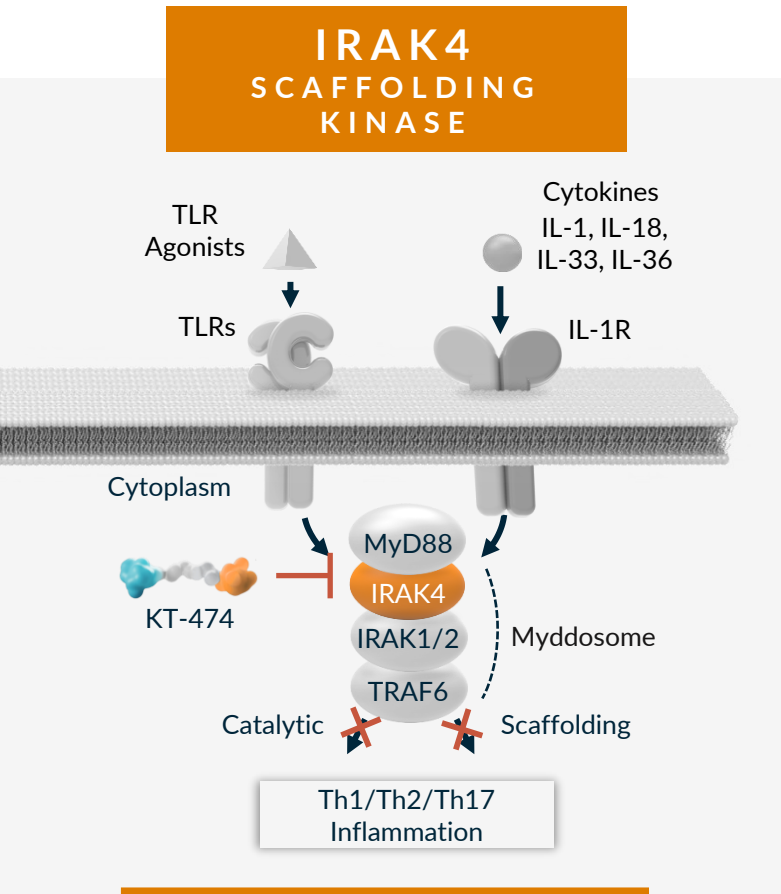 IRAK4
SCAFFOLDING
KINASE
TLR
Agonists
Cytokines
IL-1, IL-18,
IL-33, IL-36
TLRs
IL-1R
Cytoplasm
MyD88
IRAK4
KT-474
IRAK1/2
Myddosome
TRAF6
Catalytic
Scaffolding
Th1/Th2/Th17
Inflammation